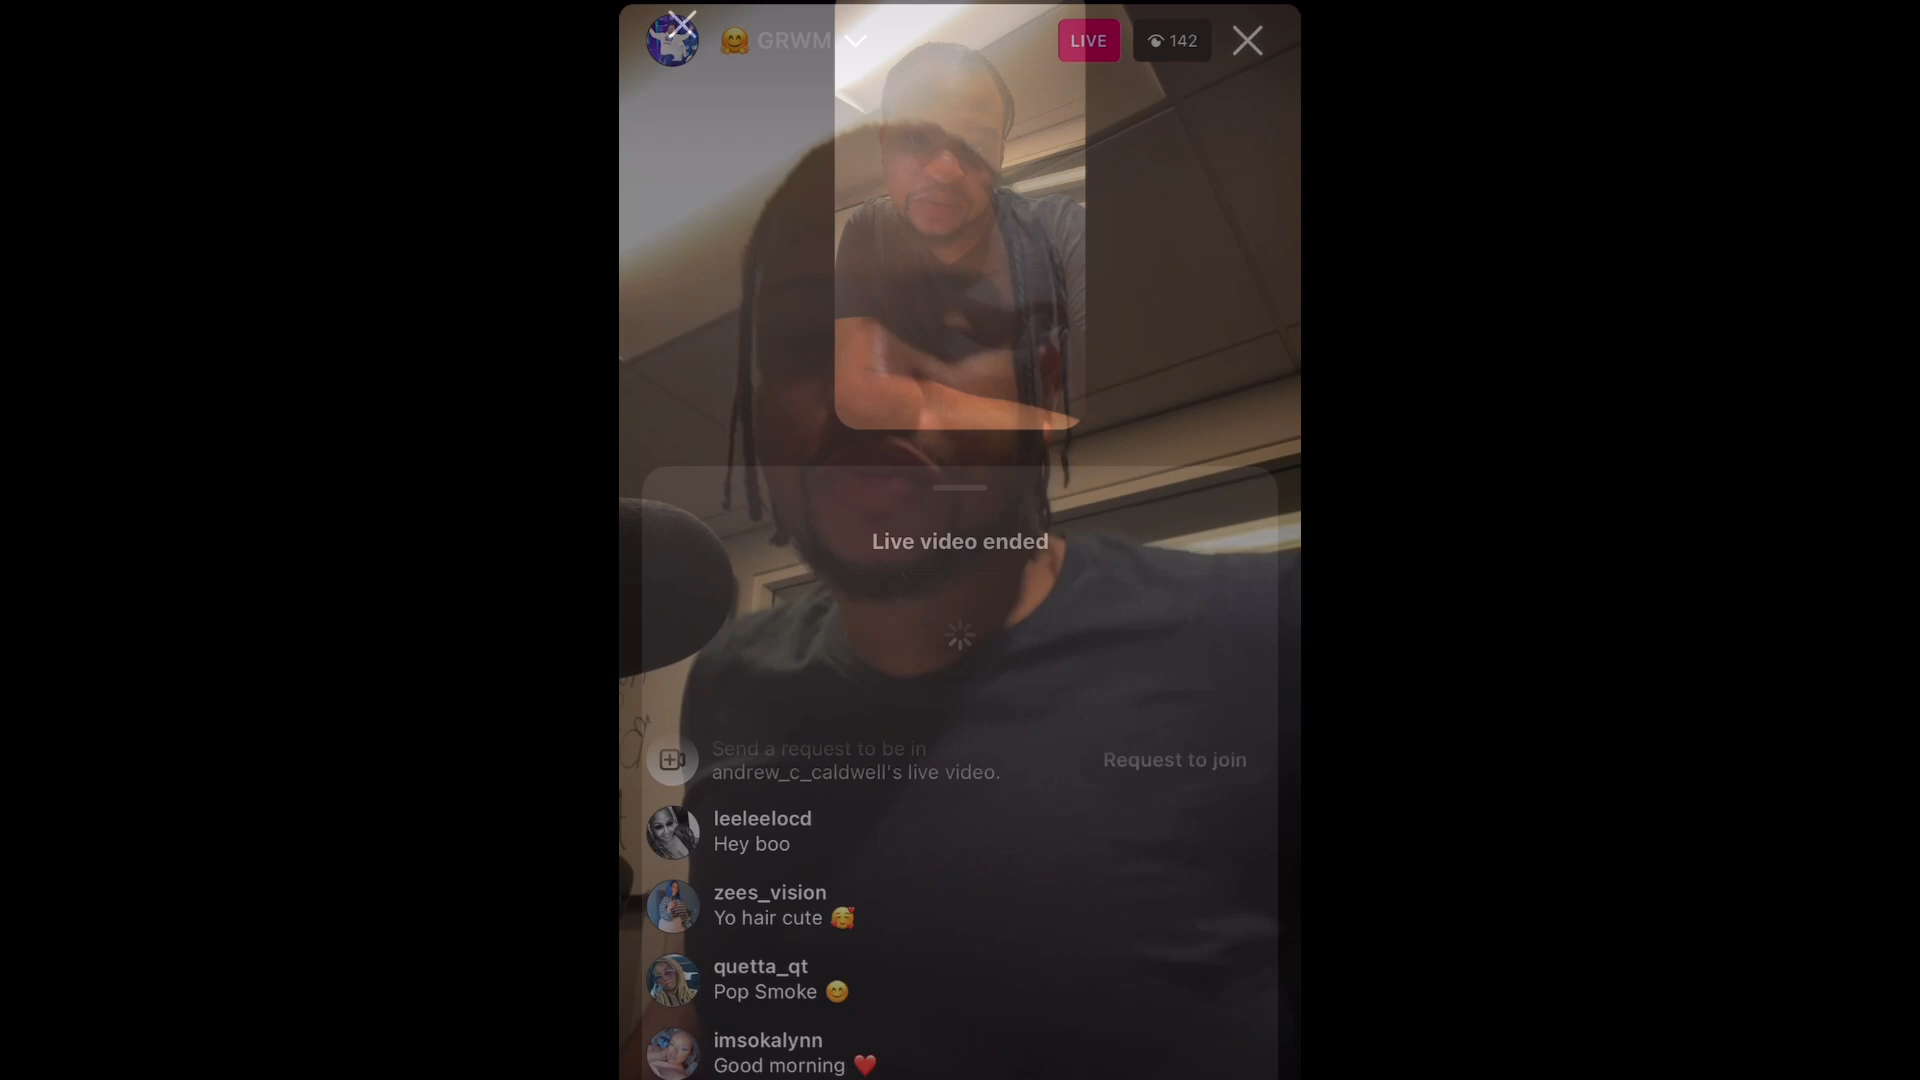 🤗 GRWM
LIVE
142
Live video ended
Send a request to be in
andrew_c_caldwell's live video.
Request to join
leeleelocd
Hey boo
zees_vision
Yo hair cute 🥰
quetta_qt
Pop Smoke 😊
imsokalynn
Good morning ❤️